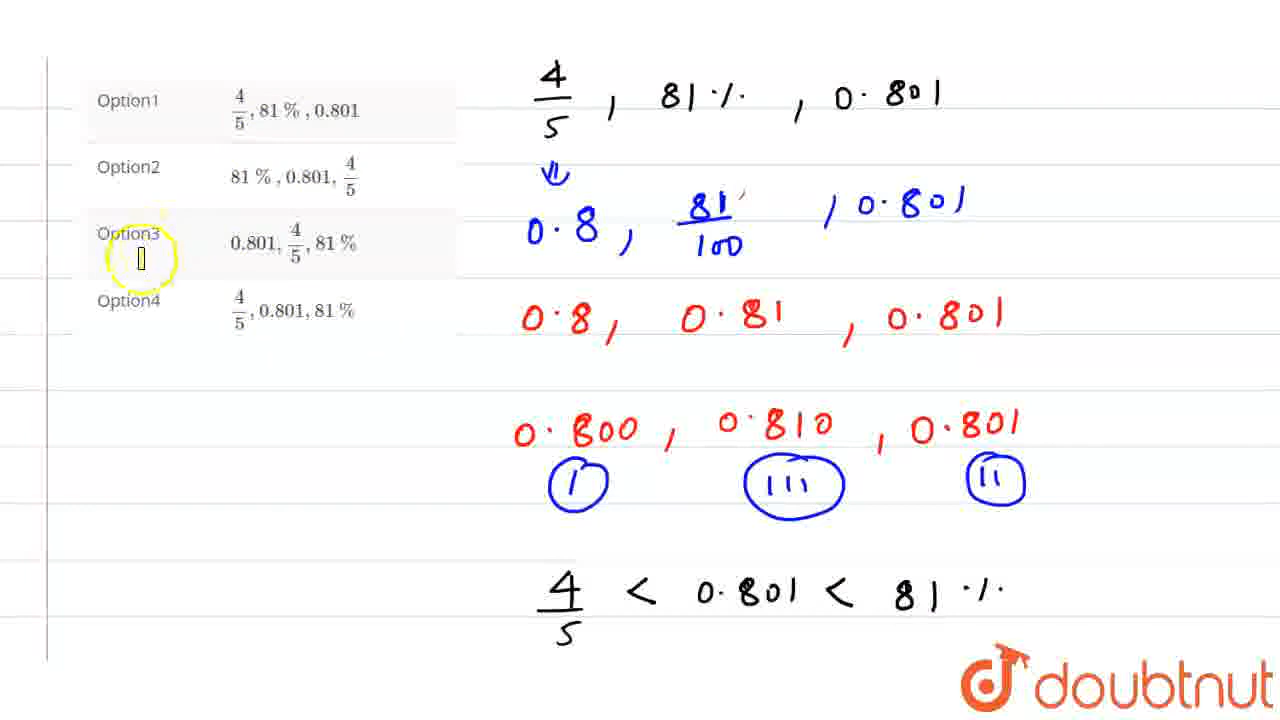 Option1 4/5, 81 % , 0.801
Option2 81 % , 0.801, 4/5
Option3 0.801, 4/5, 81 %
Option4 4/5, 0.801, 81 %
4/5 , 81 % , 0.801
⇓
0.8 , 81/100 , 0.801
0.8 , 0.81 , 0.801
0.800 , 0.810 , 0.801
I III II
4/5 < 0.801 < 81 %
doubtnut